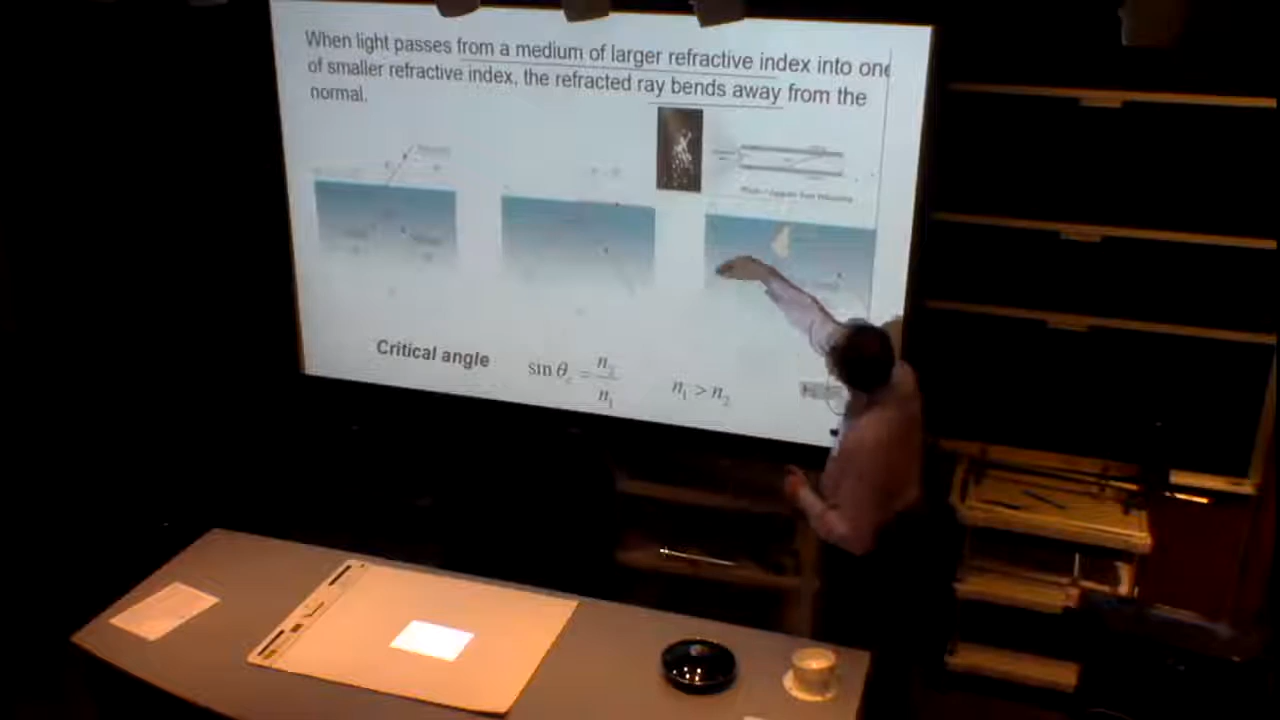 When light passes from a medium of larger refractive index into one
of smaller refractive index, the refracted ray bends away from the
normal.
Critical angle
sin θc = n2/n1
n1 > n2